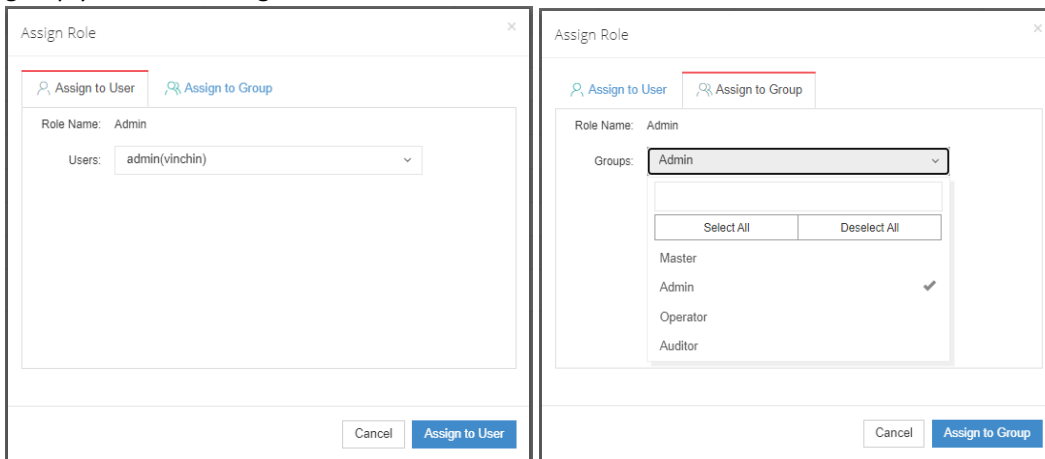 Assign Role
×
Assign to User
Assign to Group
Role Name: Admin
Users: admin(vinchin)
Cancel
Assign to User
Assign Role
×
Assign to User
Assign to Group
Role Name: Admin
Groups: Admin
Select All
Deselect All
Master
Admin
Operator
Auditor
Cancel
Assign to Group